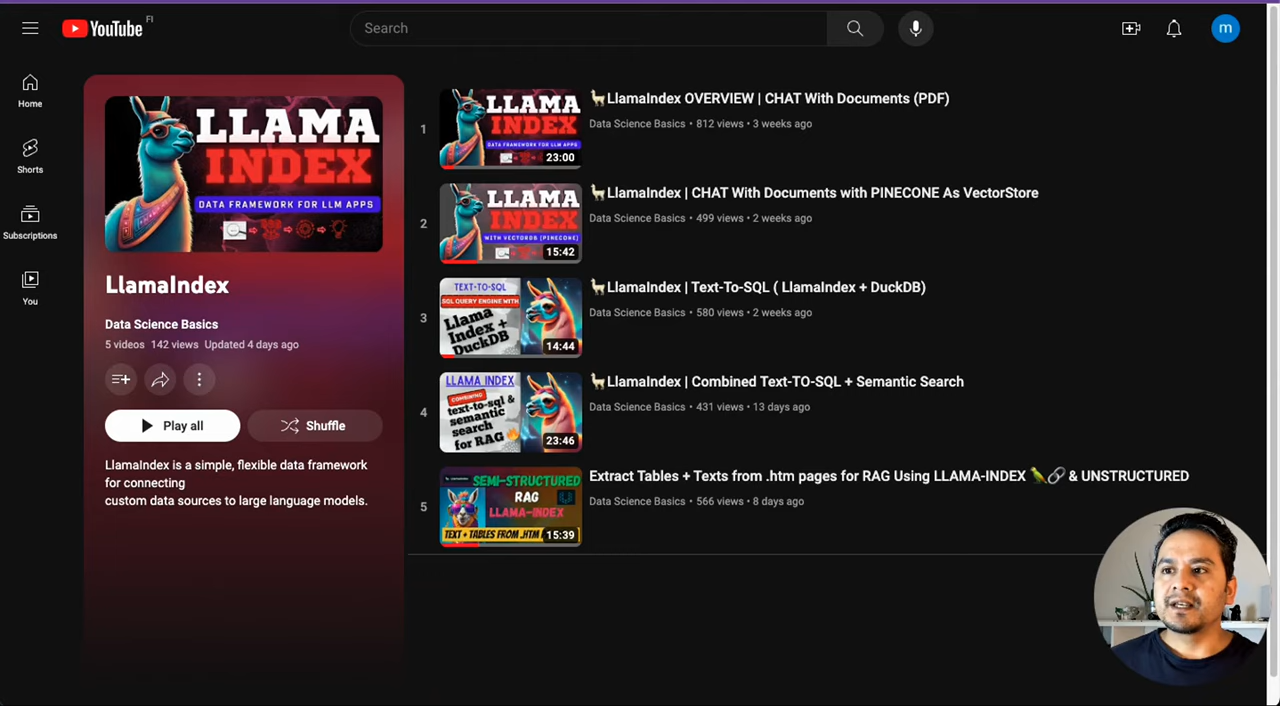 YouTube FI
Search
m
Home
Shorts
Subscriptions
You
LLAMA
INDEX
DATA FRAMEWORK FOR LLM APPS
LlamaIndex
Data Science Basics
5 videos 142 views Updated 4 days ago
Play all
Shuffle
LlamaIndex is a simple, flexible data framework
for connecting
custom data sources to large language models.
1
LLAMA
INDEX
DATA FRAMEWORK FOR LLM APPS
23:00
🦙LlamaIndex OVERVIEW | CHAT With Documents (PDF)
Data Science Basics • 812 views • 3 weeks ago
2
LLAMA
INDEX
WITH VECTORDB (PINECONE)
15:42
🦙LlamaIndex | CHAT With Documents with PINECONE As VectorStore
Data Science Basics • 499 views • 2 weeks ago
3
TEXT-TO-SQL
SQL QUERY ENGINE WITH
Llama
Index +
DuckDB
14:44
🦙LlamaIndex | Text-To-SQL ( LlamaIndex + DuckDB)
Data Science Basics • 580 views • 2 weeks ago
4
LLAMA INDEX
COMBINING
text-to-sql &
semantic
search
for RAG🔥
23:46
🦙LlamaIndex | Combined Text-TO-SQL + Semantic Search
Data Science Basics • 431 views • 13 days ago
5
SEMI-STRUCTURED
RAG
LLAMA-INDEX
TEXT + TABLES FROM .HTM
15:39
Extract Tables + Texts from .htm pages for RAG Using LLAMA-INDEX 🦜🔗 & UNSTRUCTURED
Data Science Basics • 566 views • 8 days ago